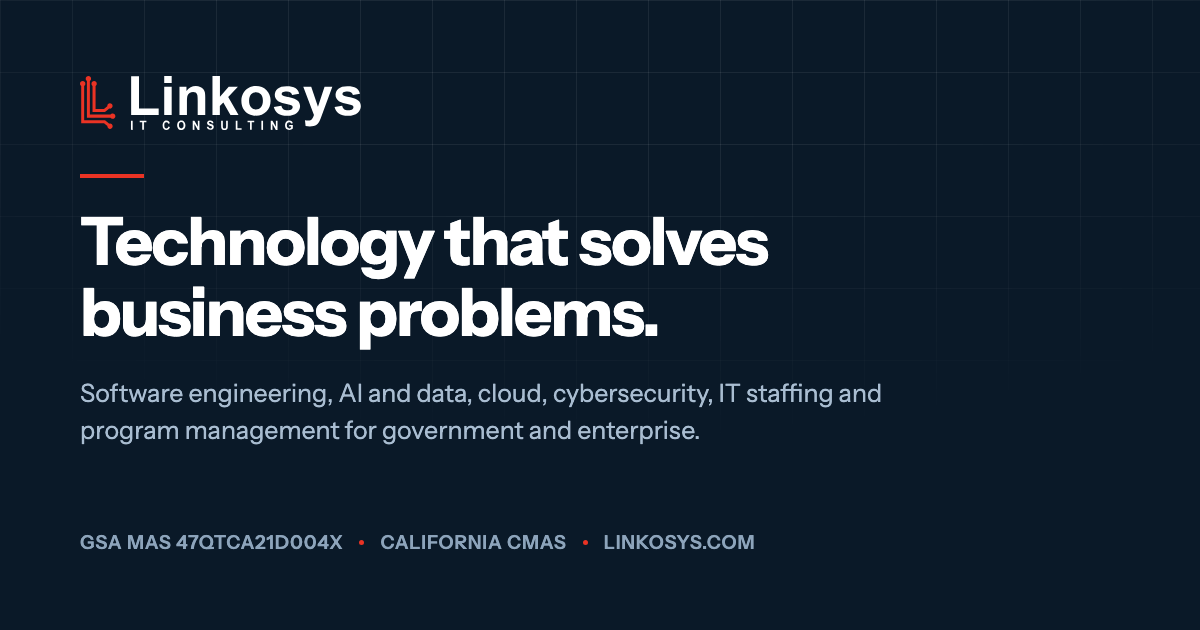 Linkosys
IT CONSULTING
Technology that solves
business problems.
Software engineering, AI and data, cloud, cybersecurity, IT staffing and
program management for government and enterprise.
GSA MAS 47QTCA21D004X • CALIFORNIA CMAS • LINKOSYS.COM